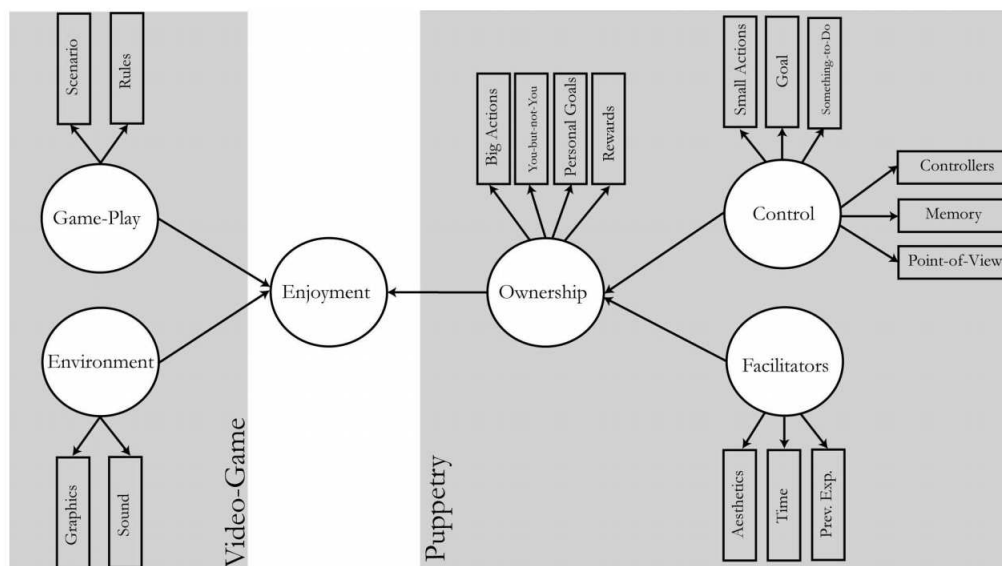 Scenario
Rules
Game-Play
Environment
Graphics
Sound
Video-Game
Enjoyment
Puppetry
Big Actions
You-but-not-You
Personal Goals
Rewards
Ownership
Small Actions
Goal
Something-to-Do
Control
Controllers
Memory
Point-of-View
Facilitators
Aesthetics
Time
Prev. Exp.